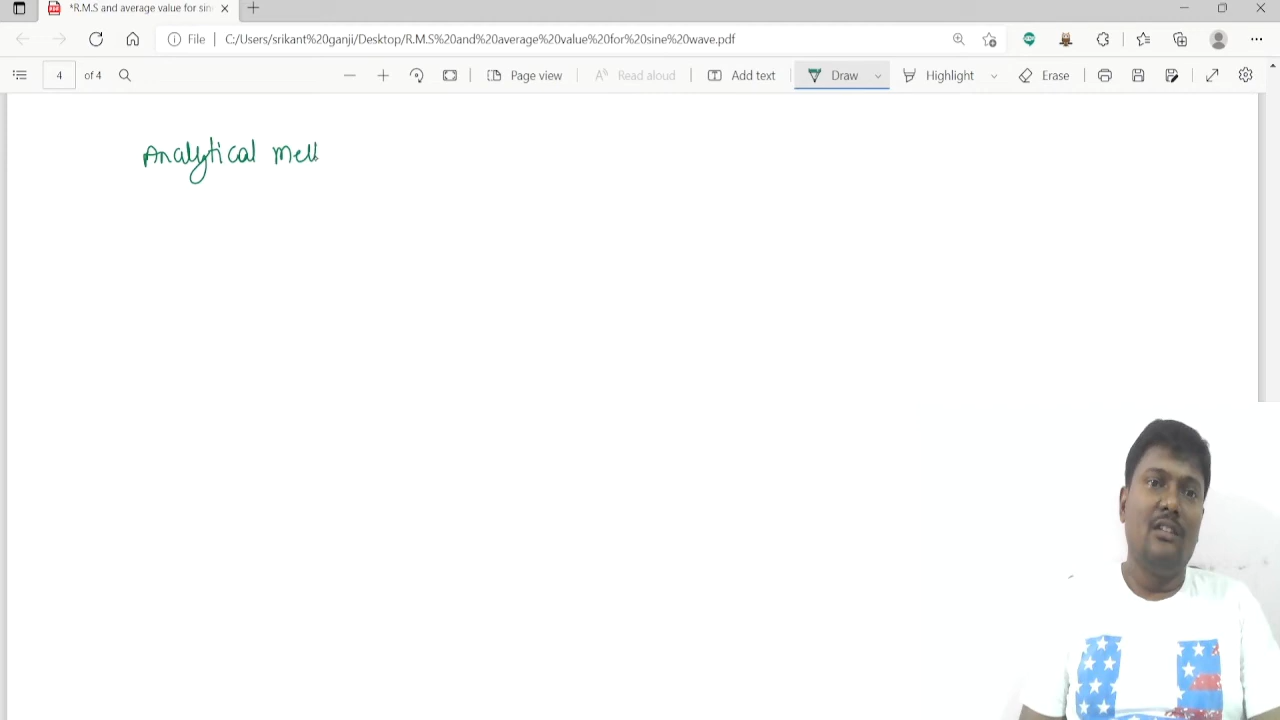 *R.M.S and average value for sin
File
C:/Users/srikant%20ganji/Desktop/R.M.S%20and%20average%20value%20for%20sine%20wave.pdf
4 of 4 Page view Read aloud Add text Draw Highlight Erase
Analytical